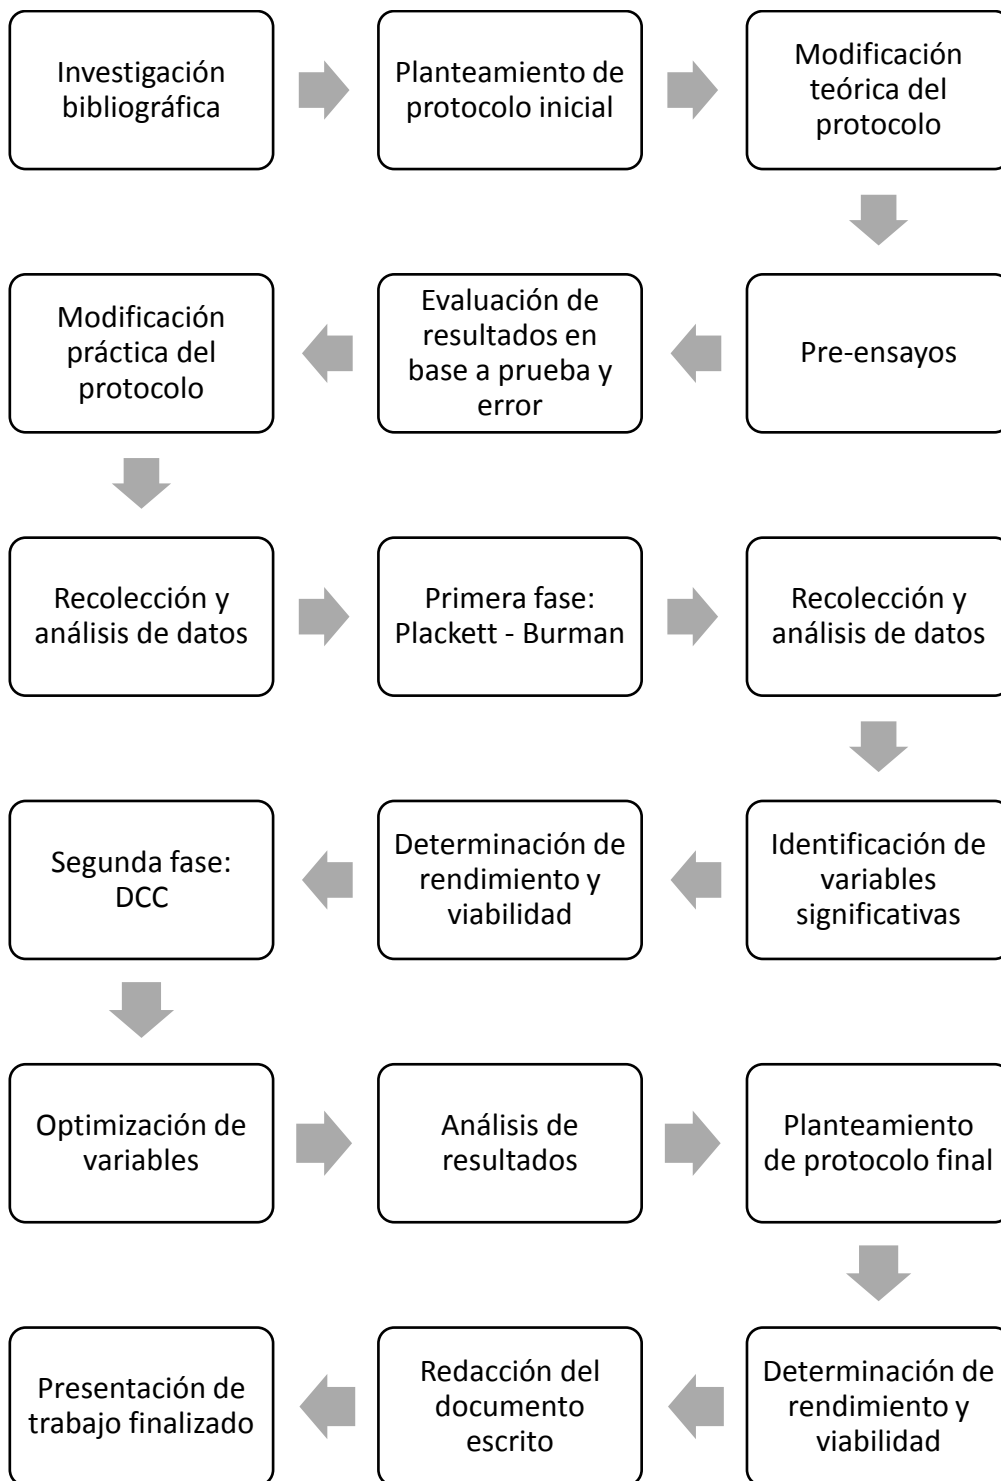 Investigación
bibliográfica
Planteamiento de
protocolo inicial
Modificación
teórica del
protocolo
Pre-ensayos
Evaluación de
resultados en
base a prueba y
error
Modificación
práctica del
protocolo
Recolección y
análisis de datos
Primera fase:
Plackett - Burman
Recolección y
análisis de datos
Identificación de
variables
significativas
Determinación de
rendimiento y
viabilidad
Segunda fase:
DCC
Optimización de
variables
Análisis de
resultados
Planteamiento
de protocolo final
Determinación de
rendimiento y
viabilidad
Redacción del
documento
escrito
Presentación de
trabajo finalizado